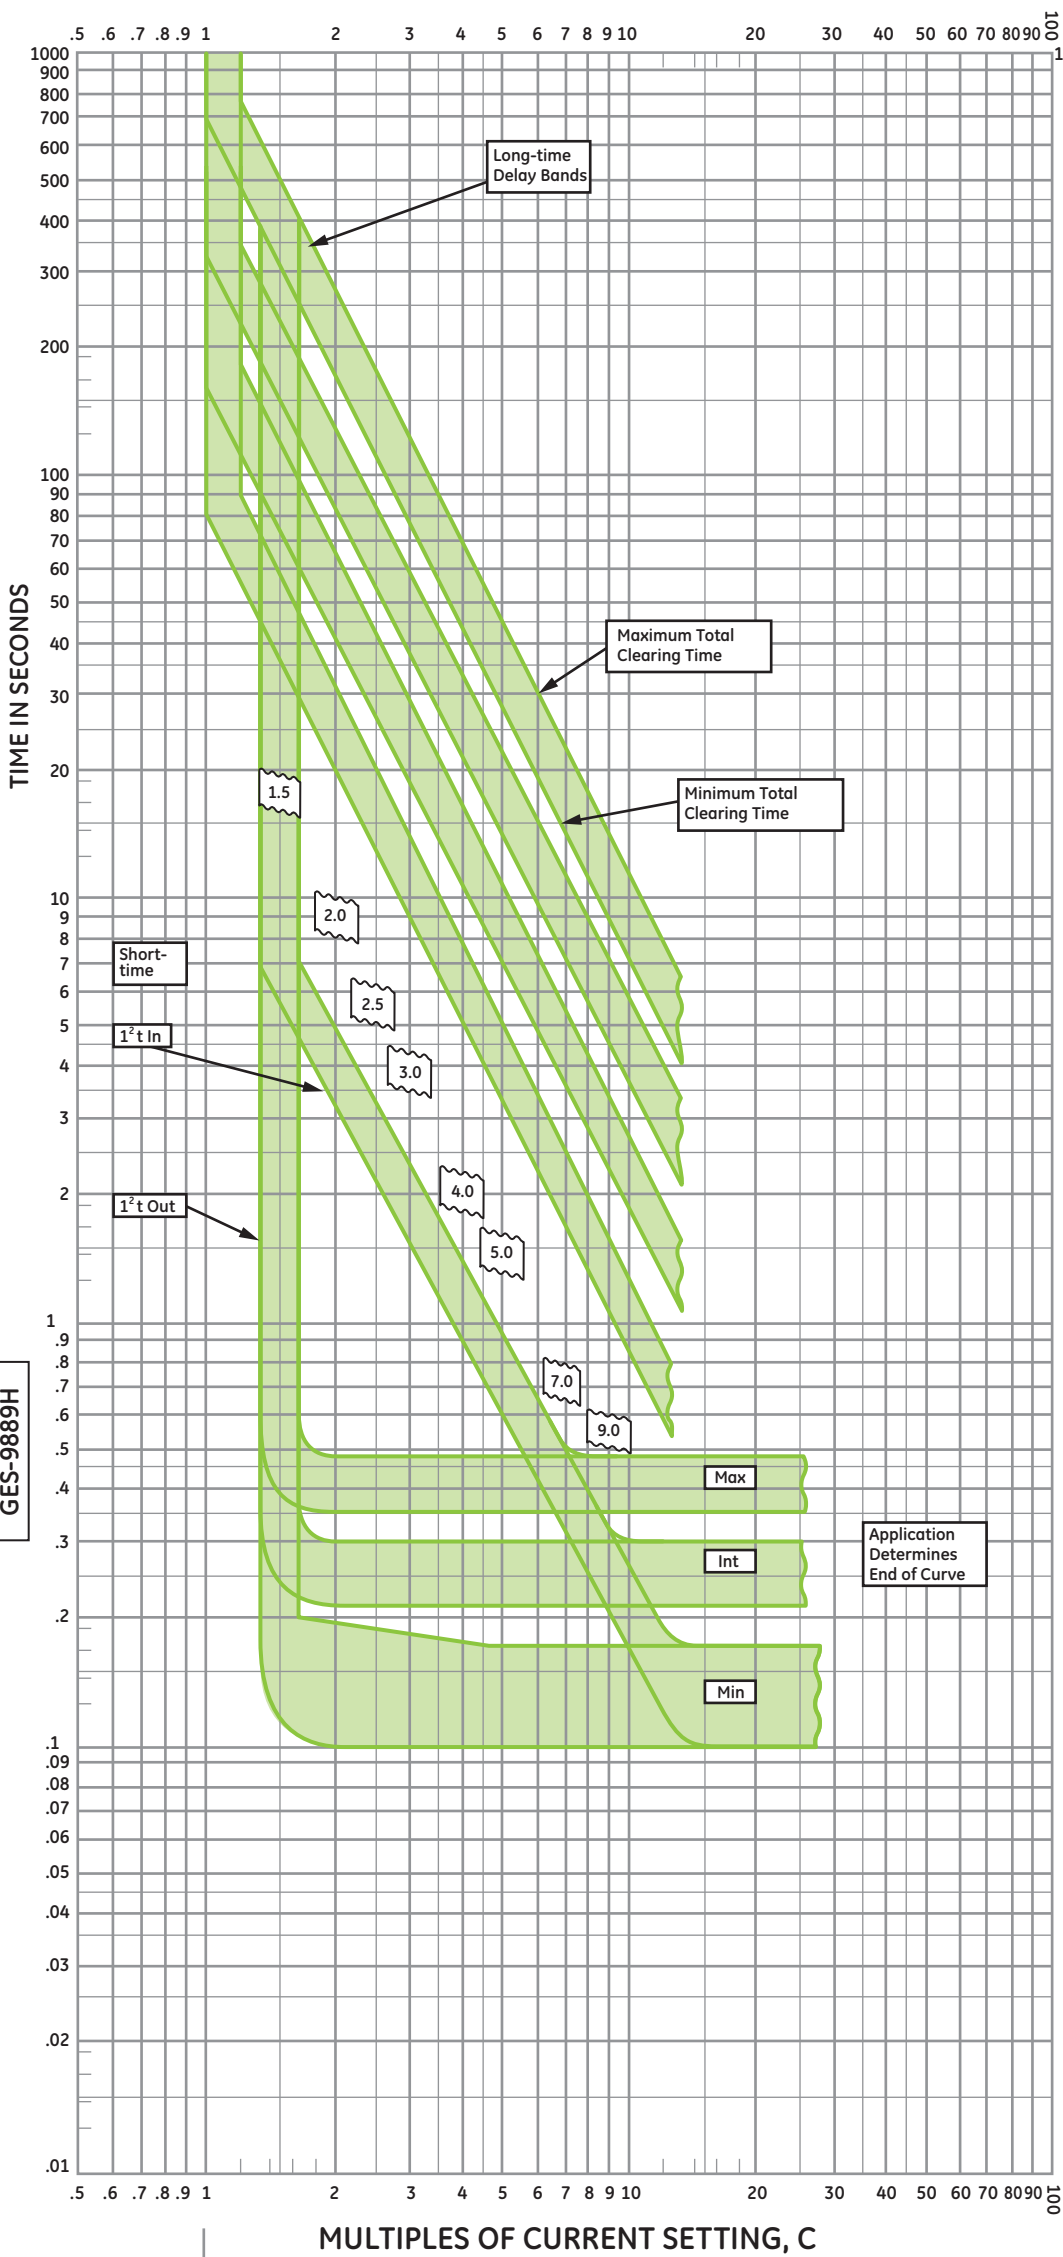 .5 .6 .7 .8 .9 1 2 3 4 5 6 7 8 9 10 20 30 40 50 60 70 80 90 100
1000
1
900
800
700
600
500
400
300
200
100
90
80
70
60
50
40
30
20
10
9
8
7
6
5
4
3
2
1
.9
.8
.7
.6
.5
.4
.3
.2
.1
.09
.08
.07
.06
.05
.04
.03
.02
.01
TIME IN SECONDS
GES-9889H
Long-time
Delay Bands
Maximum Total
Clearing Time
Minimum Total
Clearing Time
1.5
2.0
2.5
3.0
4.0
5.0
7.0
9.0
Short-
time
1²t In
1²t Out
Max
Int
Min
Application
Determines
End of Curve
.5 .6 .7 .8 .9 1 2 3 4 5 6 7 8 9 10 20 30 40 50 60 70 80 90 100
MULTIPLES OF CURRENT SETTING, C